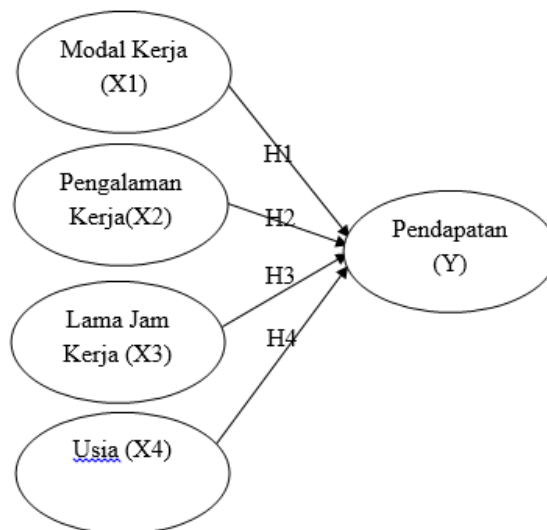 Modal Kerja
(X1)
H1
Pengalaman
Kerja(X2)
H2
Pendapatan
(Y)
H3
Lama Jam
Kerja (X3)
H4
Usia (X4)